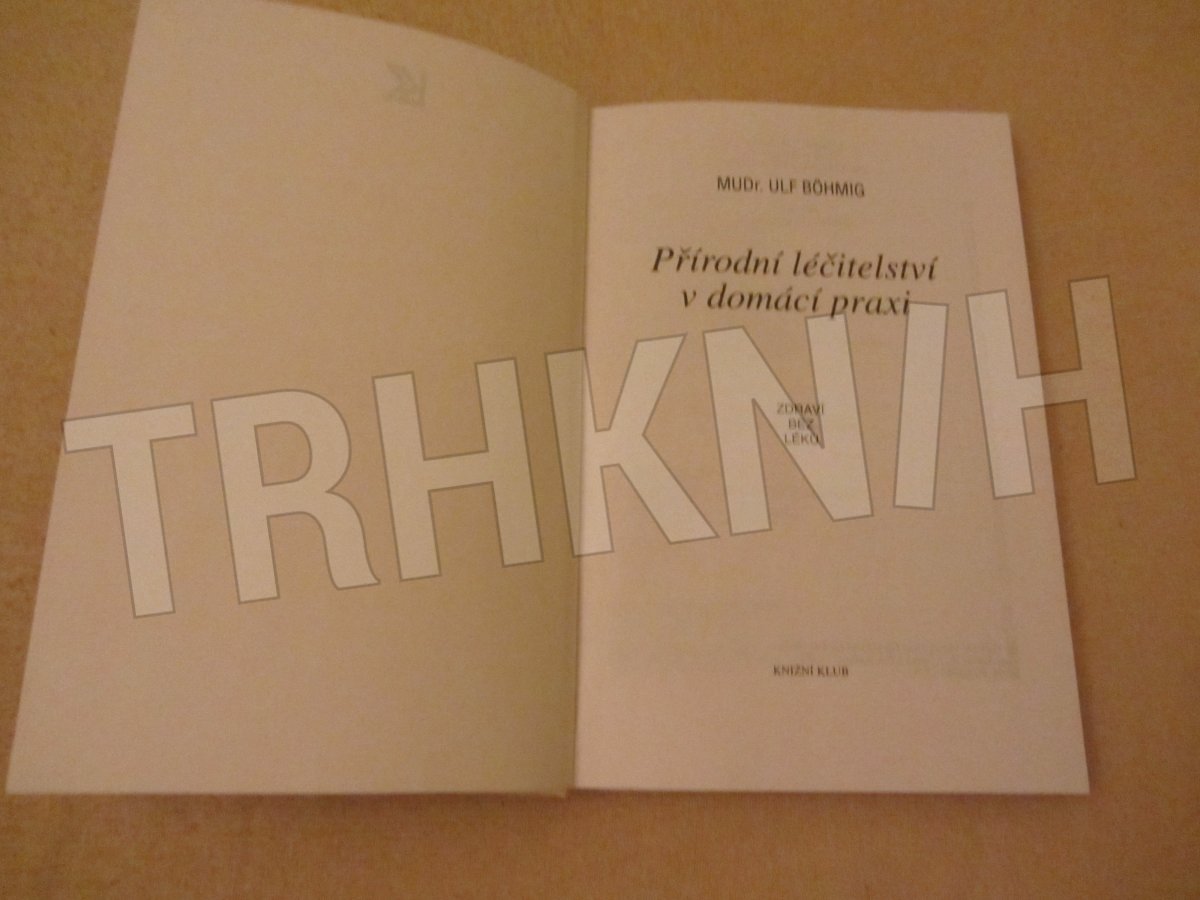 MUDr. ULF BÖHMIG
Přírodní léčitelství
v domácí praxi
TRHKNIH
ZDRAVÍ
BEZ
LÉKŮ
KNIŽNÍ KLUB